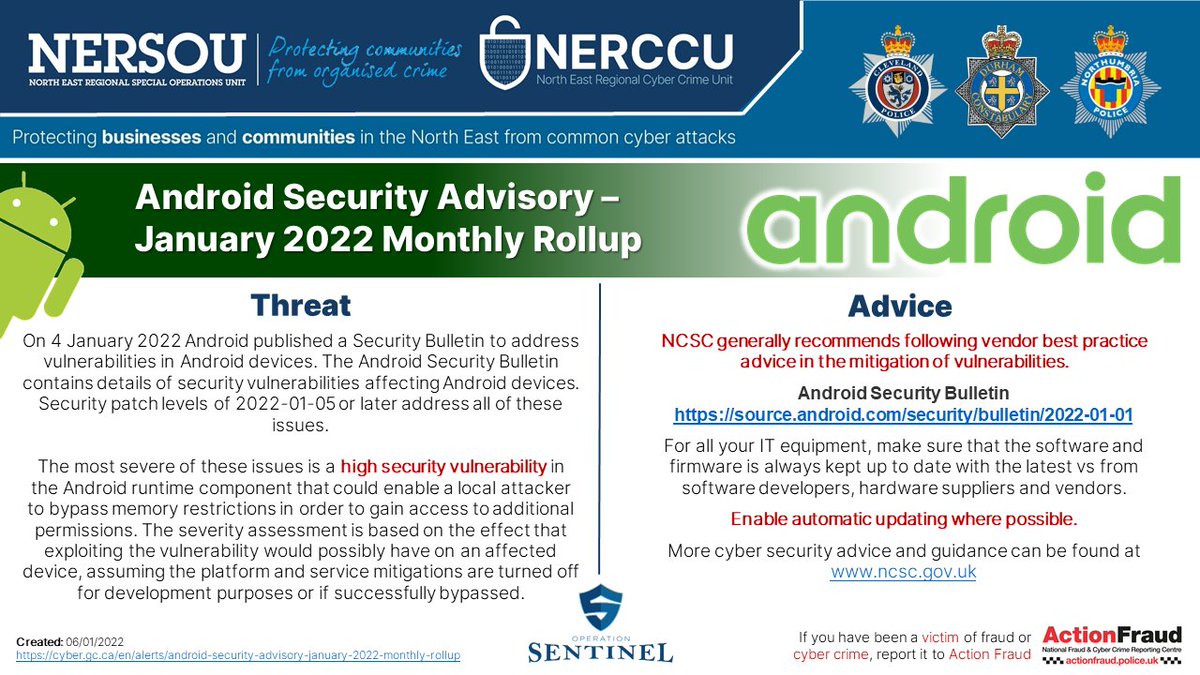 NERSOU
NORTH EAST REGIONAL SPECIAL OPERATIONS UNIT
Protecting communities
from organised crime
NERCCU
North East Regional Cyber Crime Unit
CLEVELAND
POLICE
DURHAM
CONSTABULARY
NORTHUMBRIA
POLICE
Protecting businesses and communities in the North East from common cyber attacks
Android Security Advisory –
January 2022 Monthly Rollup
android
Threat
On 4 January 2022 Android published a Security Bulletin to address
vulnerabilities in Android devices. The Android Security Bulletin
contains details of security vulnerabilities affecting Android devices.
Security patch levels of 2022-01-05 or later address all of these
issues.
The most severe of these issues is a high security vulnerability in
the Android runtime component that could enable a local attacker
to bypass memory restrictions in order to gain access to additional
permissions. The severity assessment is based on the effect that
exploiting the vulnerability would possibly have on an affected
device, assuming the platform and service mitigations are turned off
for development purposes or if successfully bypassed.
Advice
NCSC generally recommends following vendor best practice
advice in the mitigation of vulnerabilities.
Android Security Bulletin
https://source.android.com/security/bulletin/2022-01-01
For all your IT equipment, make sure that the software and
firmware is always kept up to date with the latest vs from
software developers, hardware suppliers and vendors.
Enable automatic updating where possible.
More cyber security advice and guidance can be found at
www.ncsc.gov.uk
Created: 06/01/2022
https://cyber.gc.ca/en/alerts/android-security-advisory-january-2022-monthly-rollup
OPERATION
SENTINEL
If you have been a victim of fraud or
cyber crime, report it to Action Fraud
ActionFraud
National Fraud & Cyber Crime Reporting Centre
actionfraud.police.uk